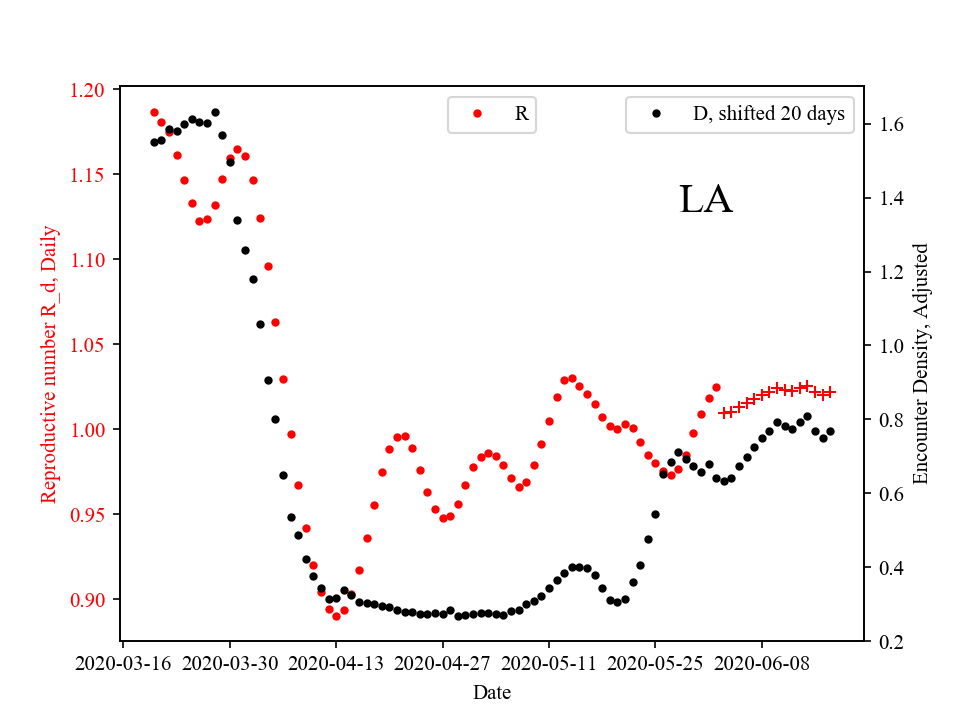 R
D, shifted 20 days
LA
Reproductive number R_d, Daily
1.20
1.15
1.10
1.05
1.00
0.95
0.90
Encounter Density, Adjusted
1.6
1.4
1.2
1.0
0.8
0.6
0.4
0.2
2020-03-16 2020-03-30 2020-04-13 2020-04-27 2020-05-11 2020-05-25 2020-06-08
Date